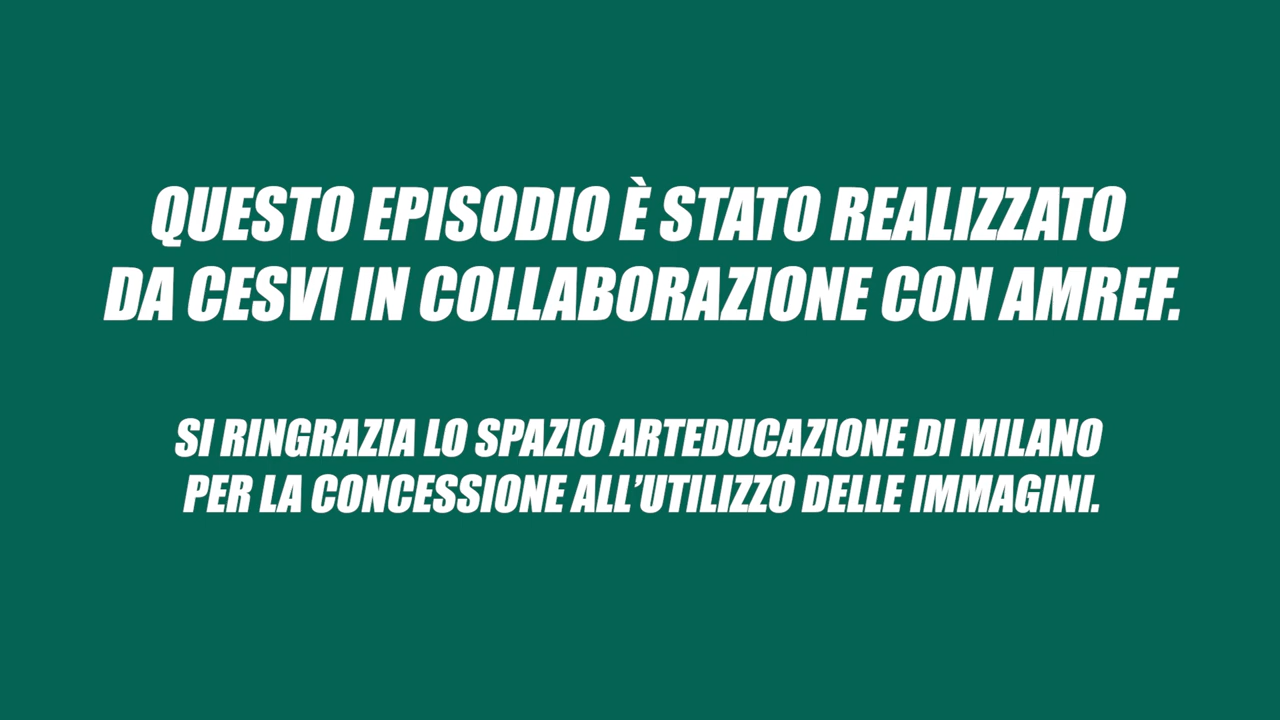 QUESTO EPISODIO È STATO REALIZZATO
DA CESVI IN COLLABORAZIONE CON AMREF.
SI RINGRAZIA LO SPAZIO ARTEDUCAZIONE DI MILANO
PER LA CONCESSIONE ALL’UTILIZZO DELLE IMMAGINI.